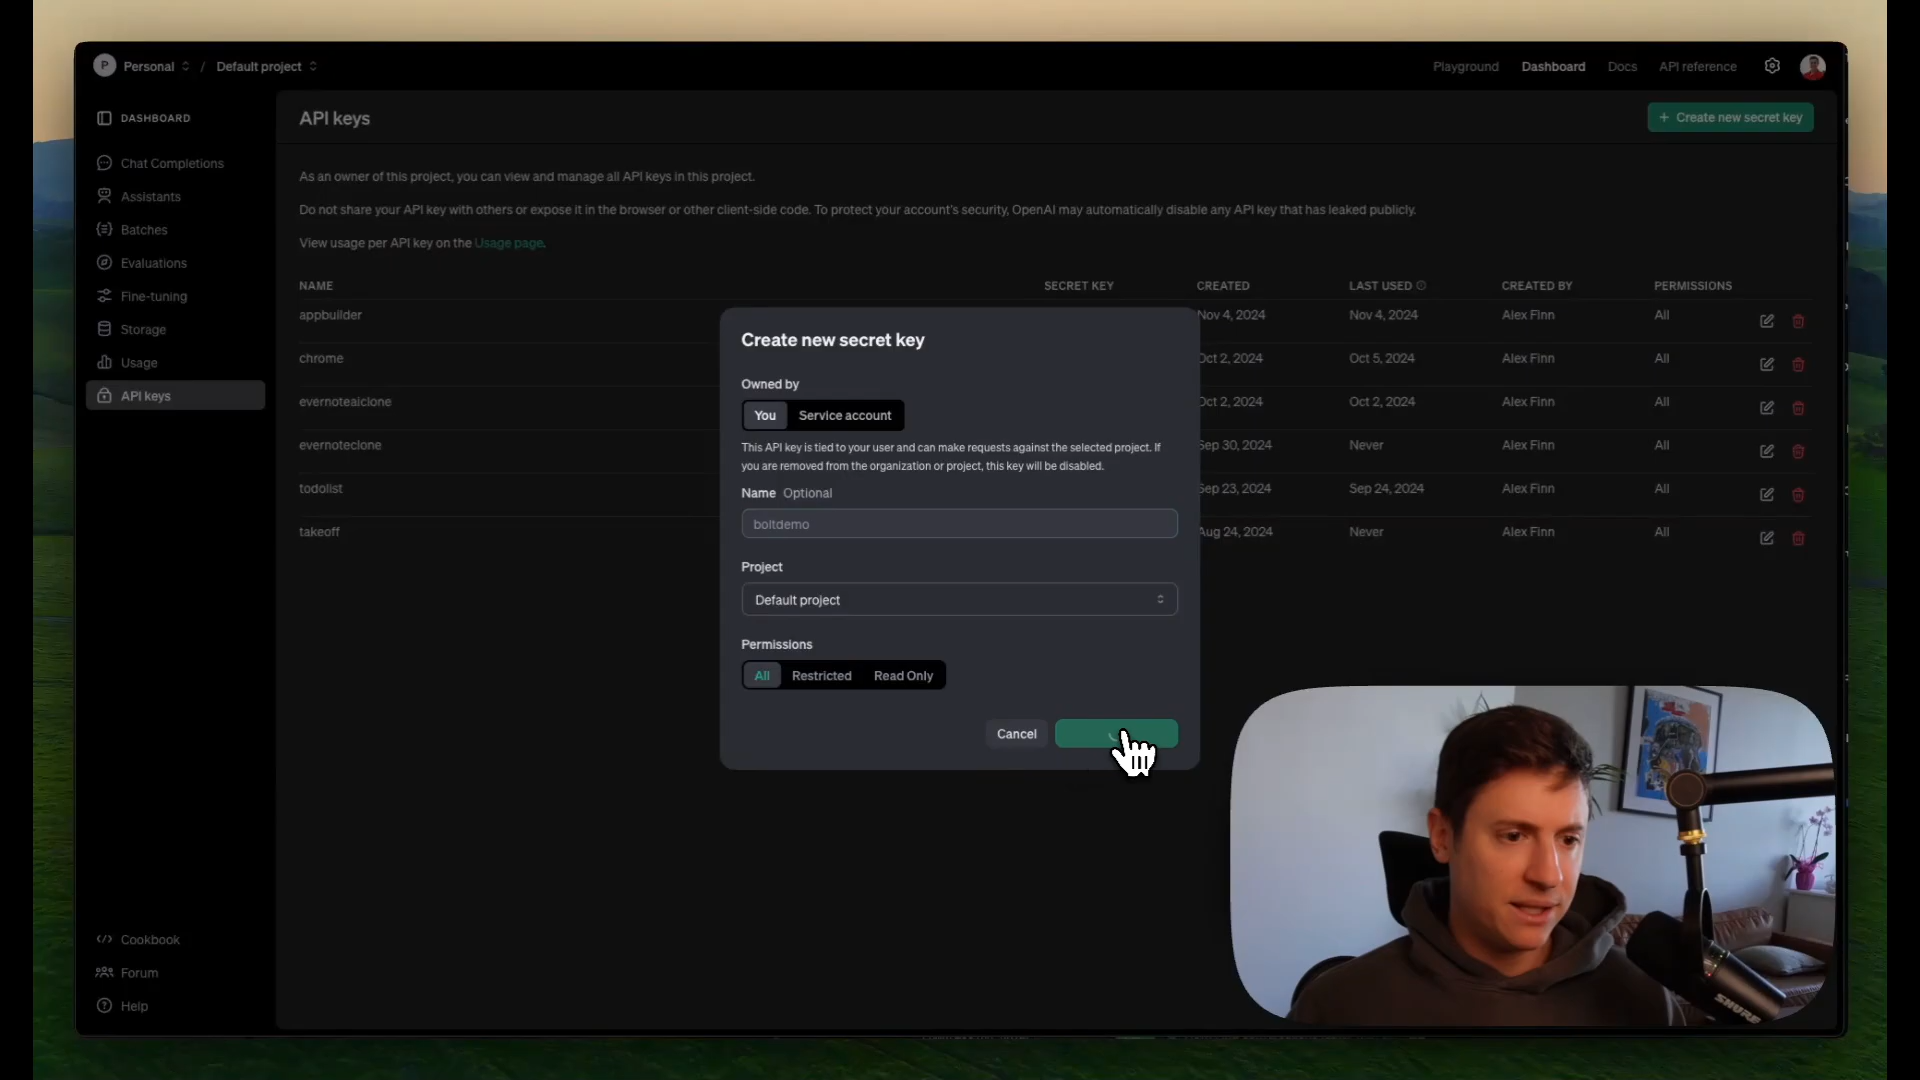 P Personal / Default project
Playground Dashboard Docs API reference
DASHBOARD
Chat Completions
Assistants
Batches
Evaluations
Fine-tuning
Storage
Usage
API keys
Cookbook
Forum
Help
API keys
+ Create new secret key
As an owner of this project, you can view and manage all API keys in this project.
Do not share your API key with others or expose it in the browser or other client-side code. To protect your account's security, OpenAI may automatically disable any API key that has leaked publicly.
View usage per API key on the Usage page.
NAME SECRET KEY CREATED LAST USED CREATED BY PERMISSIONS
appbuilder Nov 4, 2024 Nov 4, 2024 Alex Finn All
chrome Oct 2, 2024 Oct 5, 2024 Alex Finn All
evernoteaiclone Oct 2, 2024 Oct 2, 2024 Alex Finn All
evernoteclone Sep 30, 2024 Never Alex Finn All
todolist Sep 23, 2024 Sep 24, 2024 Alex Finn All
takeoff Aug 24, 2024 Never Alex Finn All
Create new secret key
Owned by
You Service account
This API key is tied to your user and can make requests against the selected project. If
you are removed from the organization or project, this key will be disabled.
Name Optional
boltdemo
Project
Default project
Permissions
All Restricted Read Only
Cancel
SHURE